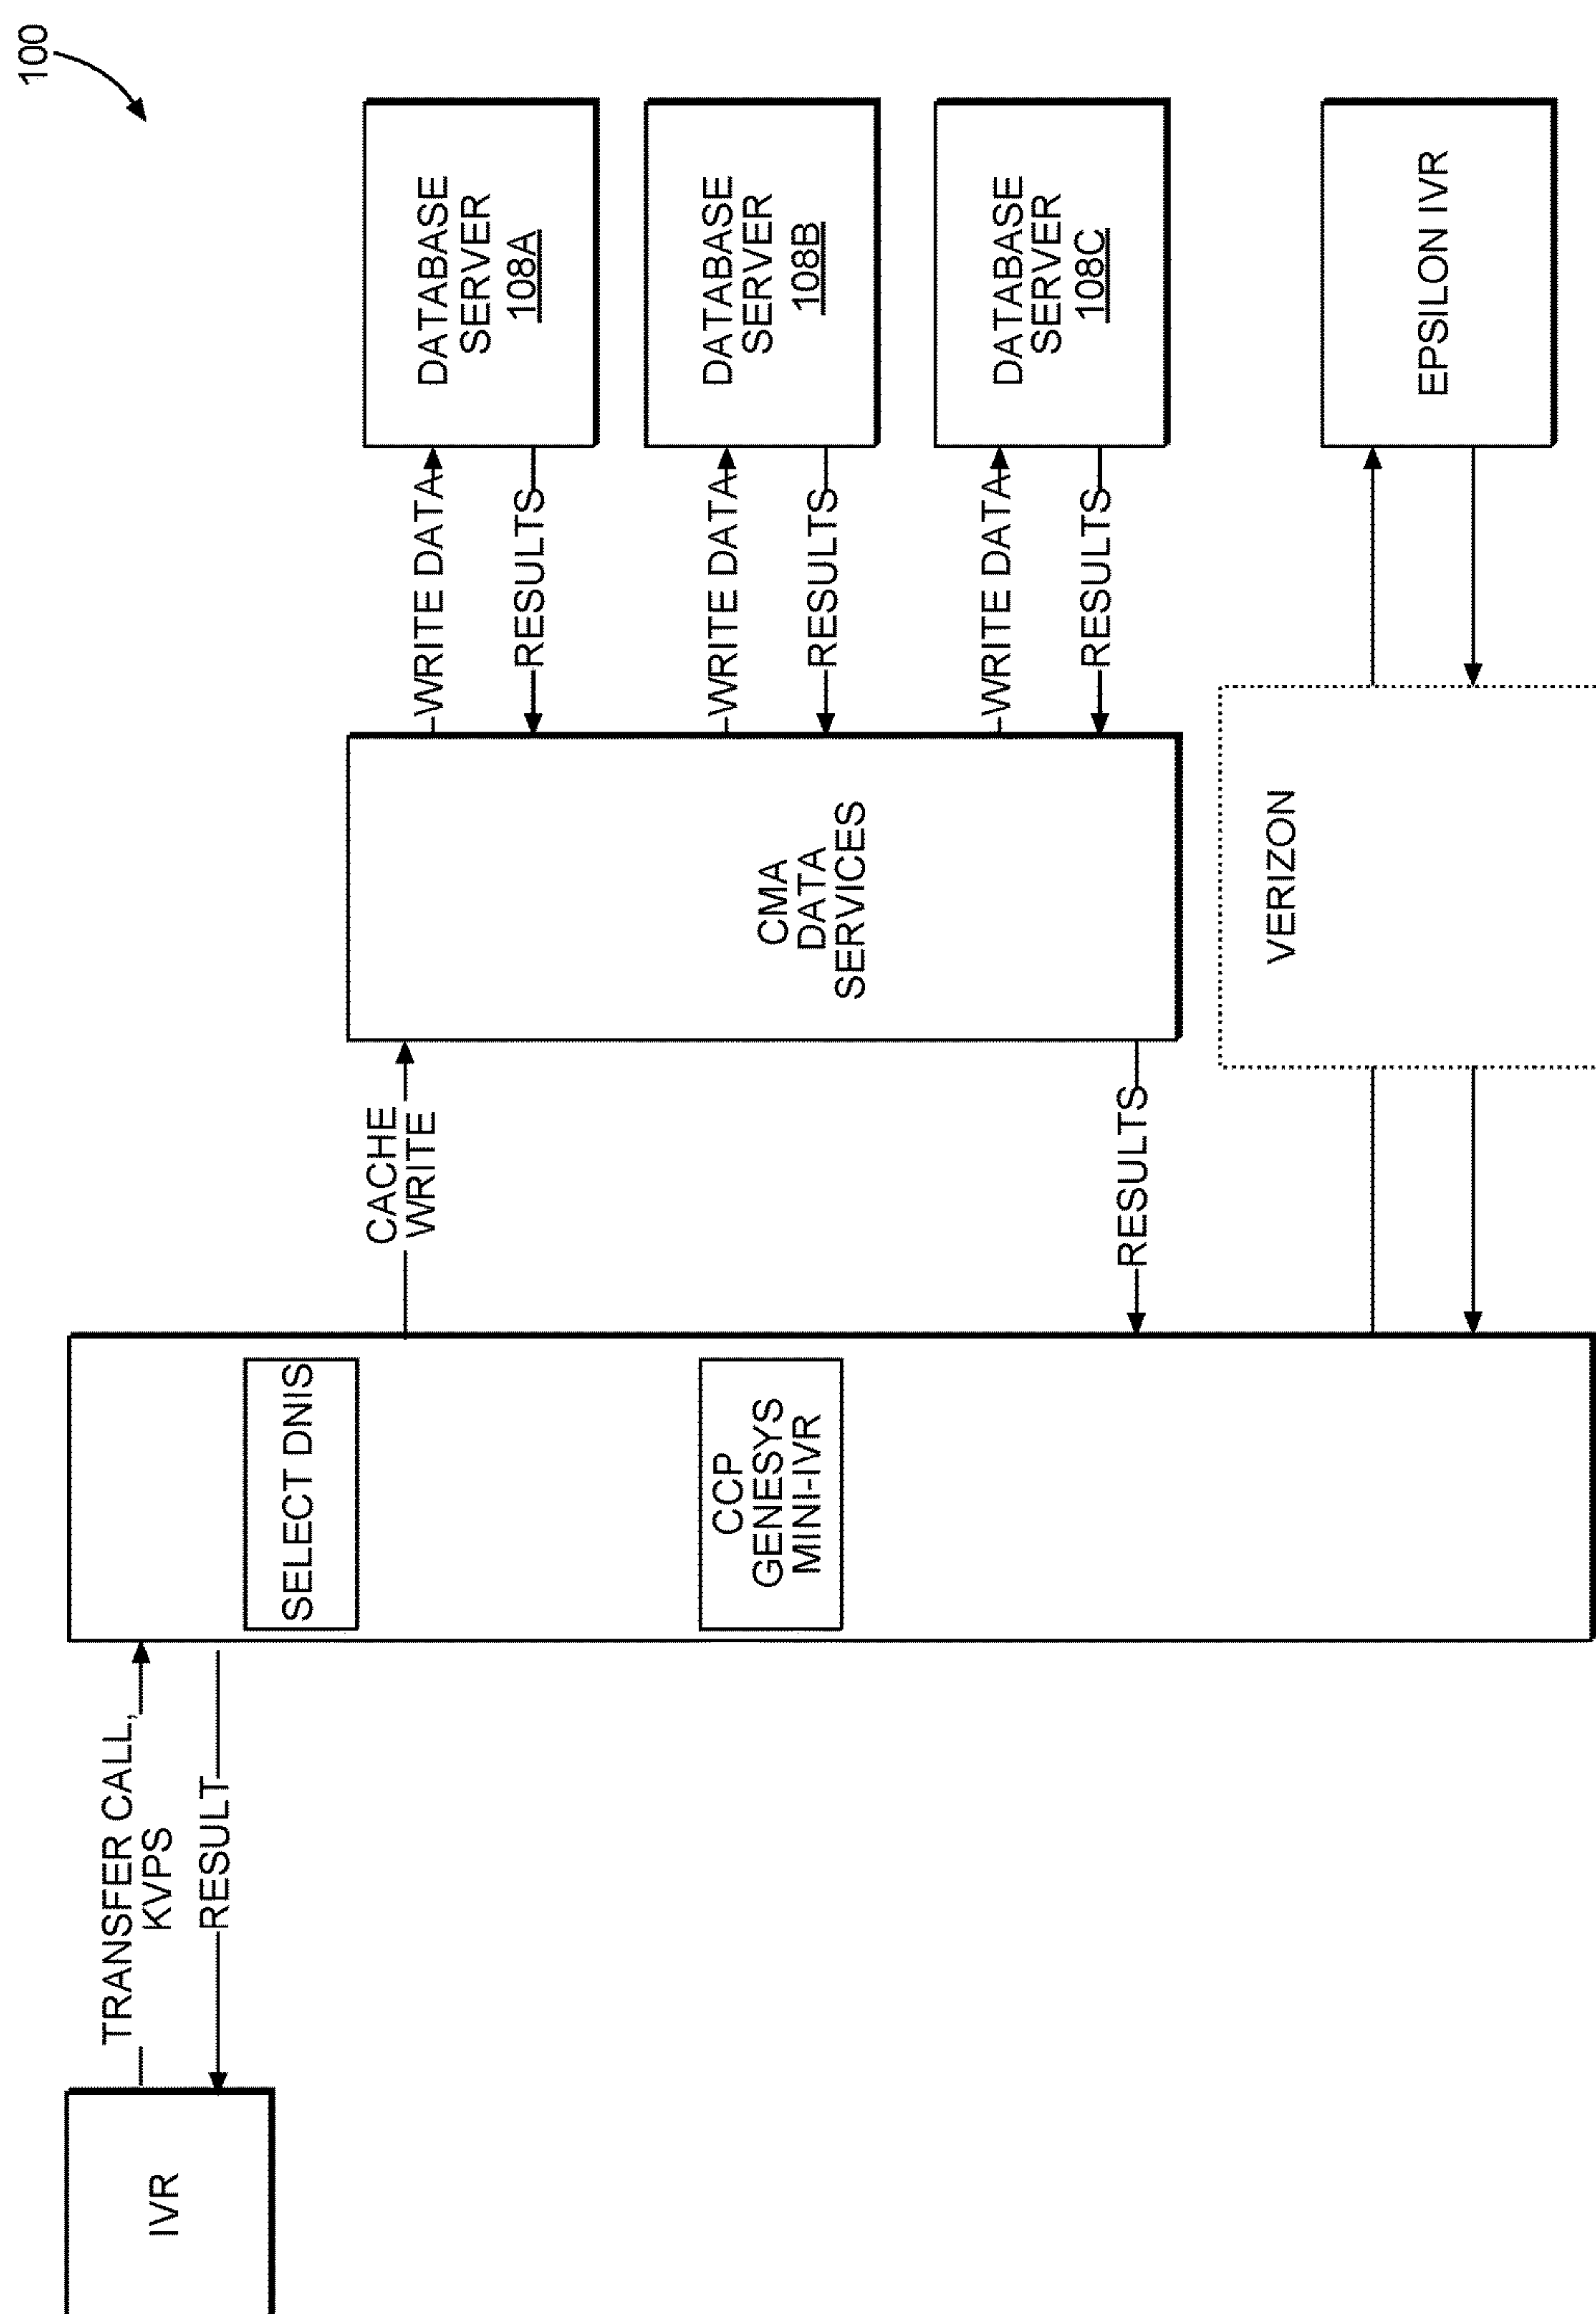 100
IVR
TRANSFER CALL,
KVPS
RESULT
SELECT DNIS
CCP
GENESYS
MINI-IVR
CACHE
WRITE
RESULTS
CMA
DATA
SERVICES
WRITE DATA
RESULTS
WRITE DATA
RESULTS
WRITE DATA
RESULTS
DATABASE
SERVER
108A
DATABASE
SERVER
108B
DATABASE
SERVER
108C
VERIZON
EPSILON IVR